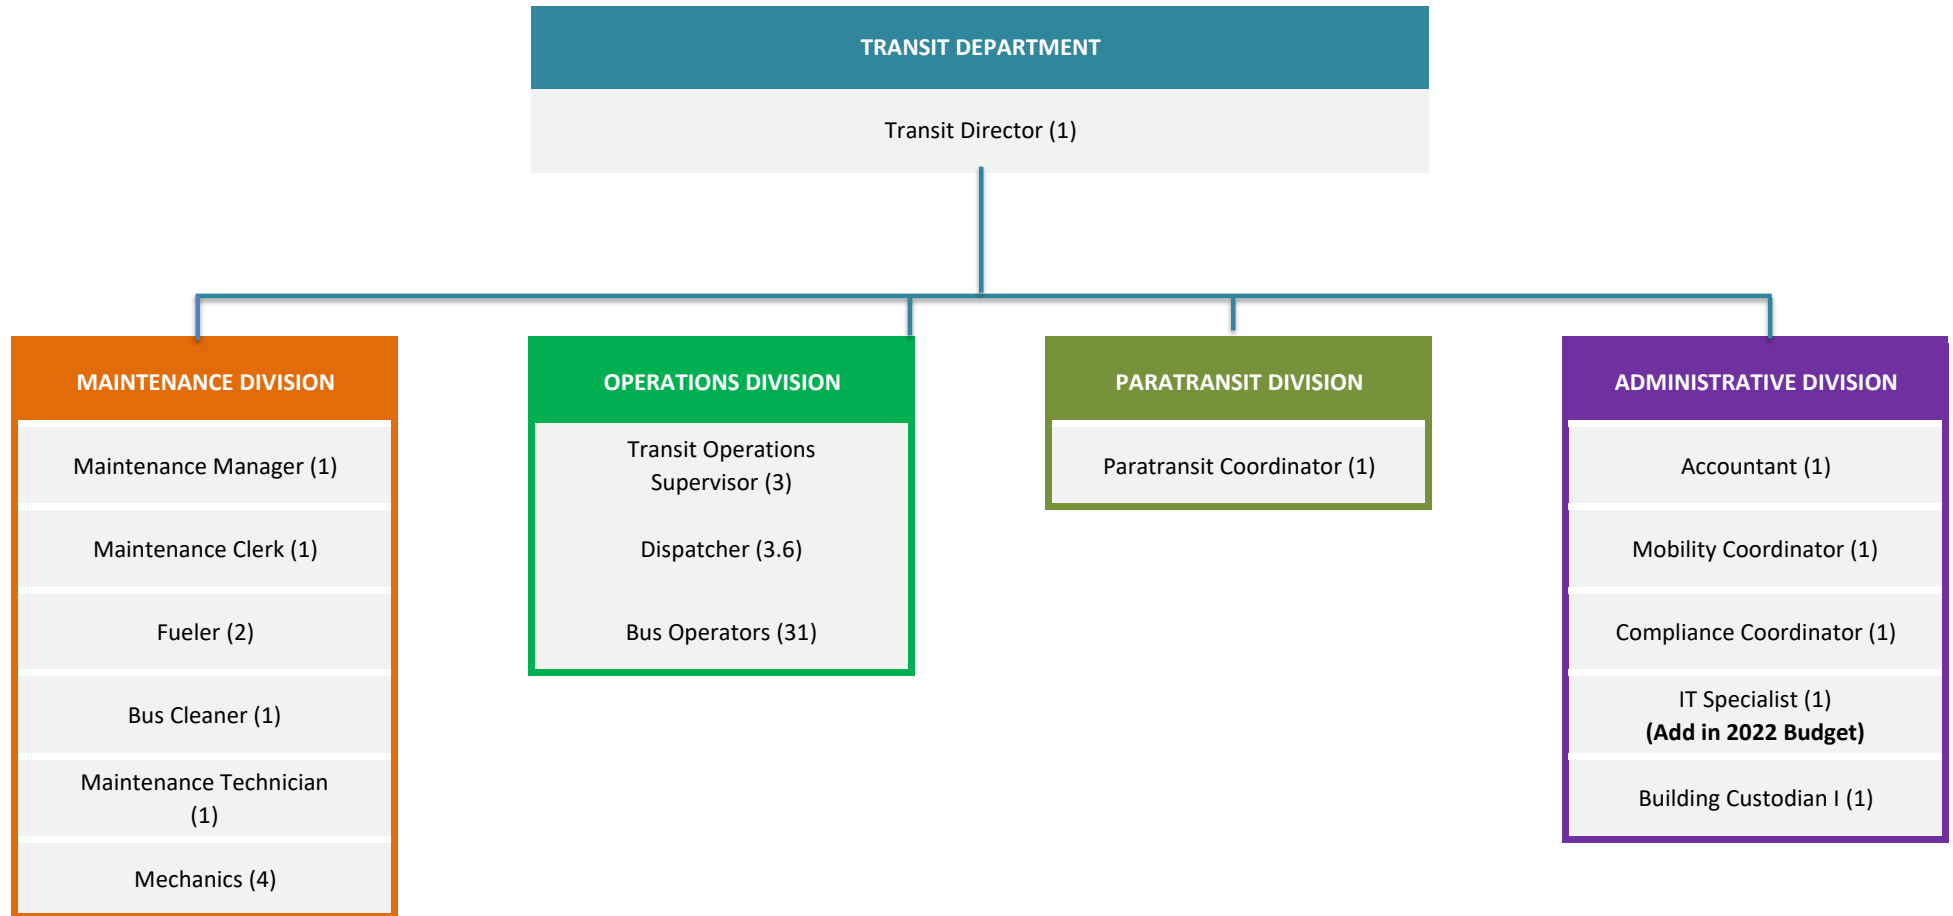 TRANSIT DEPARTMENT
Transit Director (1)
MAINTENANCE DIVISION
Maintenance Manager (1)
Maintenance Clerk (1)
Fueler (2)
Bus Cleaner (1)
Maintenance Technician
(1)
Mechanics (4)
OPERATIONS DIVISION
Transit Operations
Supervisor (3)
Dispatcher (3.6)
Bus Operators (31)
PARATRANSIT DIVISION
Paratransit Coordinator (1)
ADMINISTRATIVE DIVISION
Accountant (1)
Mobility Coordinator (1)
Compliance Coordinator (1)
IT Specialist (1)
(Add in 2022 Budget)
Building Custodian I (1)